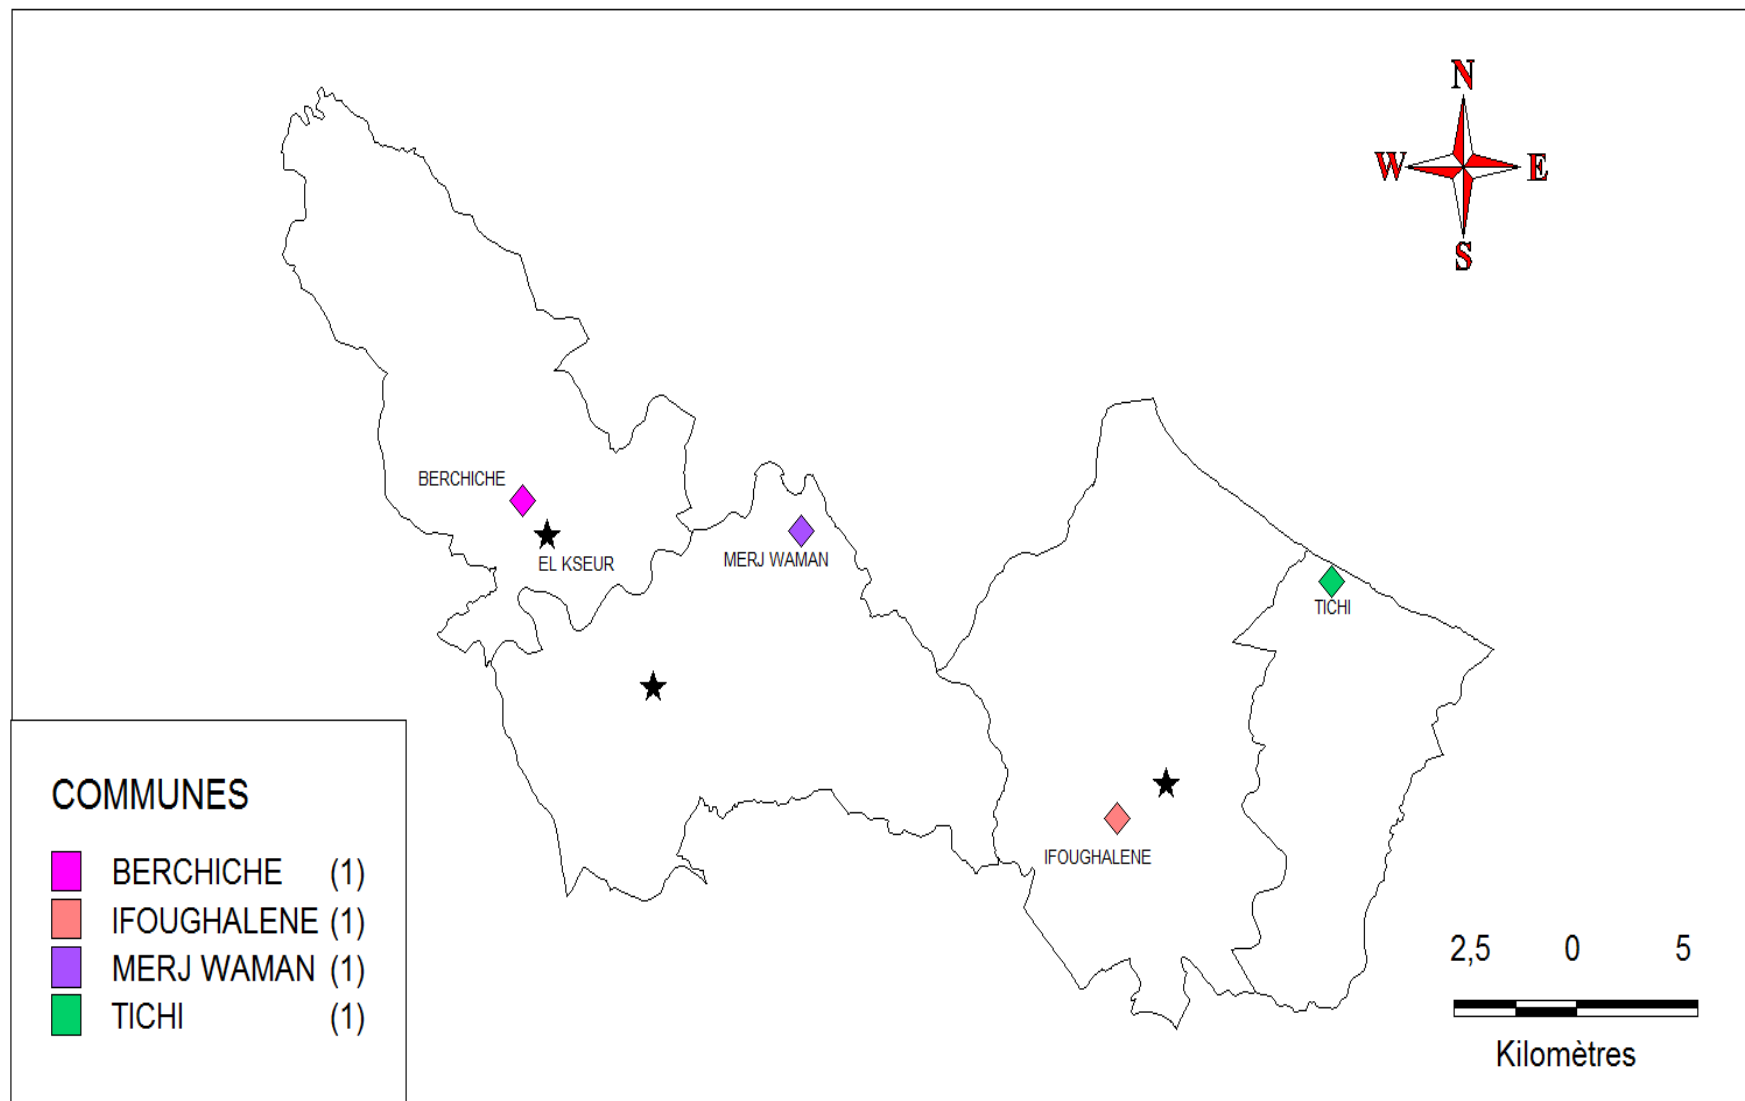 N
W E
S
BERCHICHE
EL KSEUR
MERJ WAMAN
TICHI
IFOUGHALENE
COMMUNES
BERCHICHE (1)
IFOUGHALENE (1)
MERJ WAMAN (1)
TICHI (1)
2,5 0 5
Kilomètres